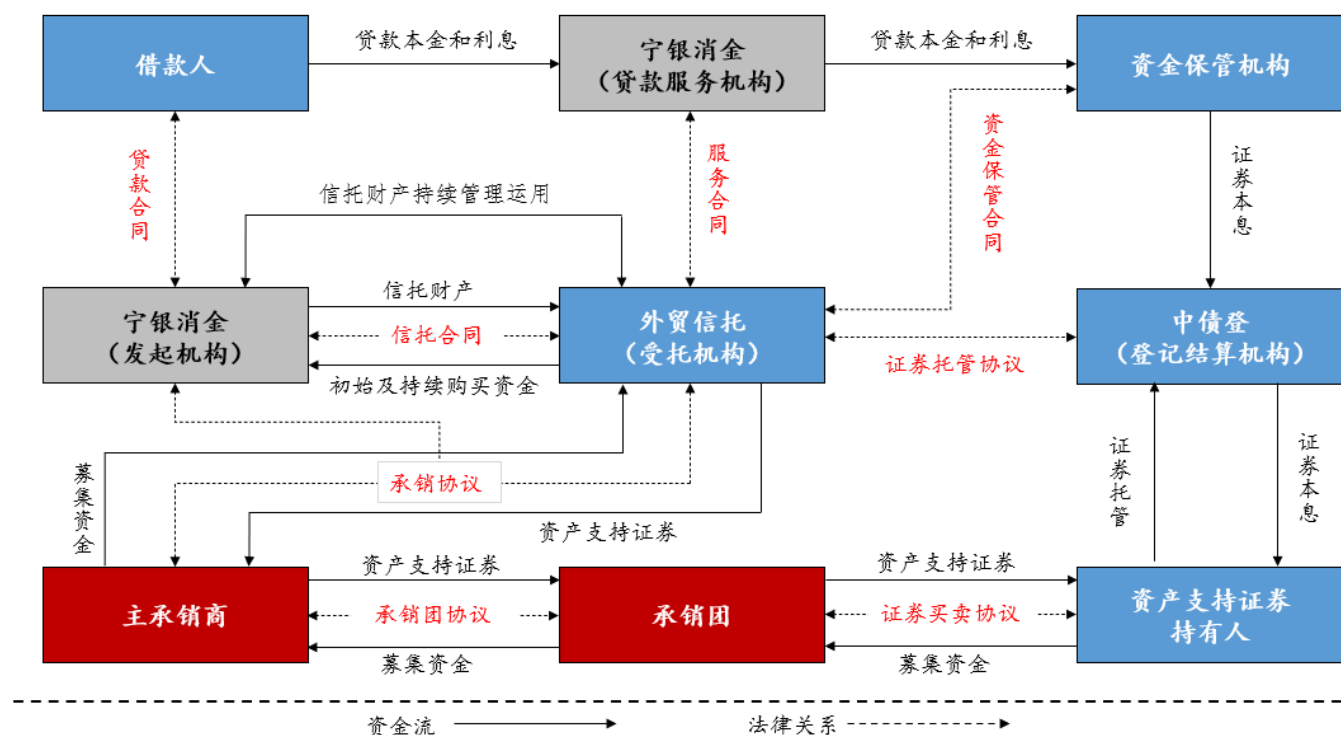 借款人
贷款本金和利息
宁银消金
（贷款服务机构）
贷款本金和利息
资金保管机构
贷款合同
服务合同
资金保管合同
证券本息
信托财产持续管理运用
宁银消金
（发起机构）
信托财产
信托合同
初始及持续购买资金
外贸信托
（受托机构）
证券托管协议
中债登
（登记结算机构）
募集资金
承销协议
资产支持证券
证券托管
证券本息
主承销商
资产支持证券
承销团协议
募集资金
承销团
资产支持证券
证券买卖协议
募集资金
资产支持证券
持有人
资金流
法律关系